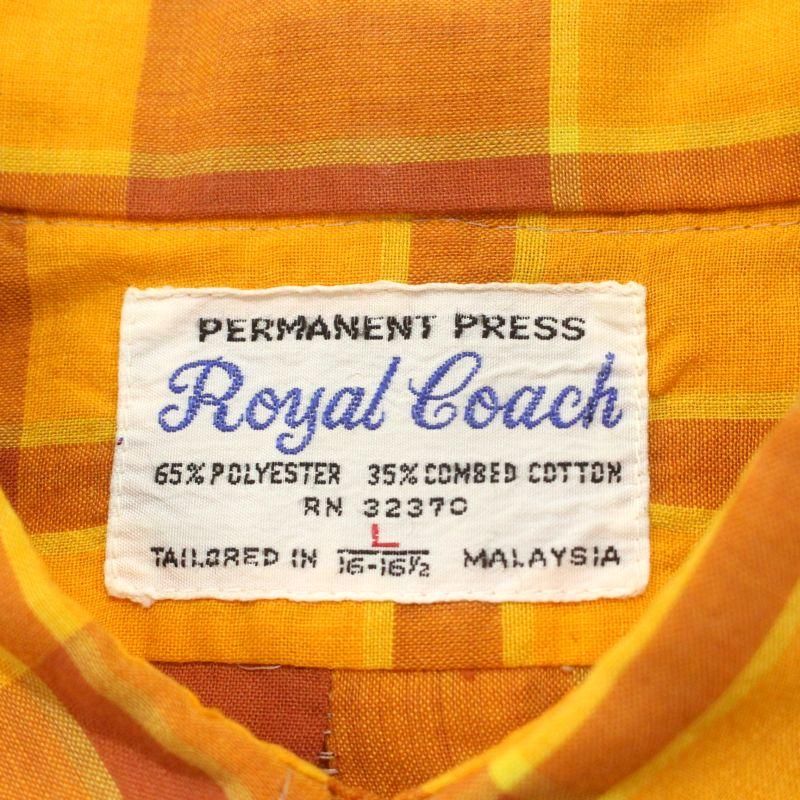 PERMANENT PRESS
Royal Coach
65% POLYESTER 35% COMBED COTTON
RN 32370
L
TAILORED IN 16-16½ MALAYSIA